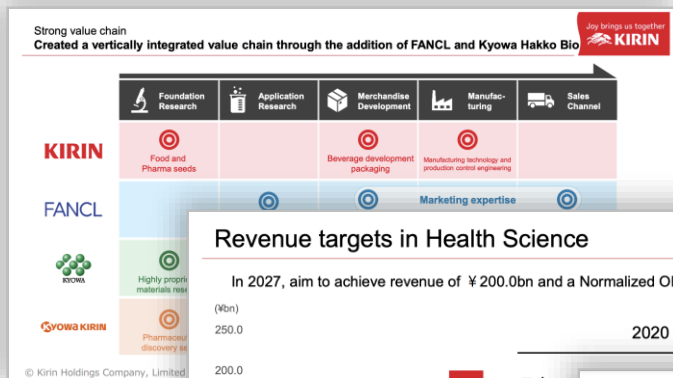 Strong value chain
Created a vertically integrated value chain through the addition of FANCL and Kyowa Hakko Bio
Joy brings us together
KIRIN
Foundation
Research
Application
Research
Merchandise
Development
Manufac-
turing
Sales
Channel
KIRIN
Food and
Pharma seeds
Beverage development
packaging
Manufacturing technology and
production control engineering
FANCL
Marketing expertise
KYOWA
Highly
materials
KYOWA KIRIN
discovery
© Kirin Holdings Company, Limited
Revenue targets in Health Science
In 2027, aim to achieve revenue of ¥200.0bn and a Normalized
(¥bn)
250.0
2020
200.0